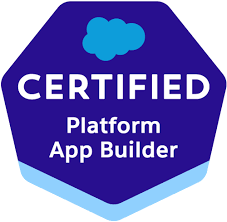 CERTIFIED
Platform
App Builder